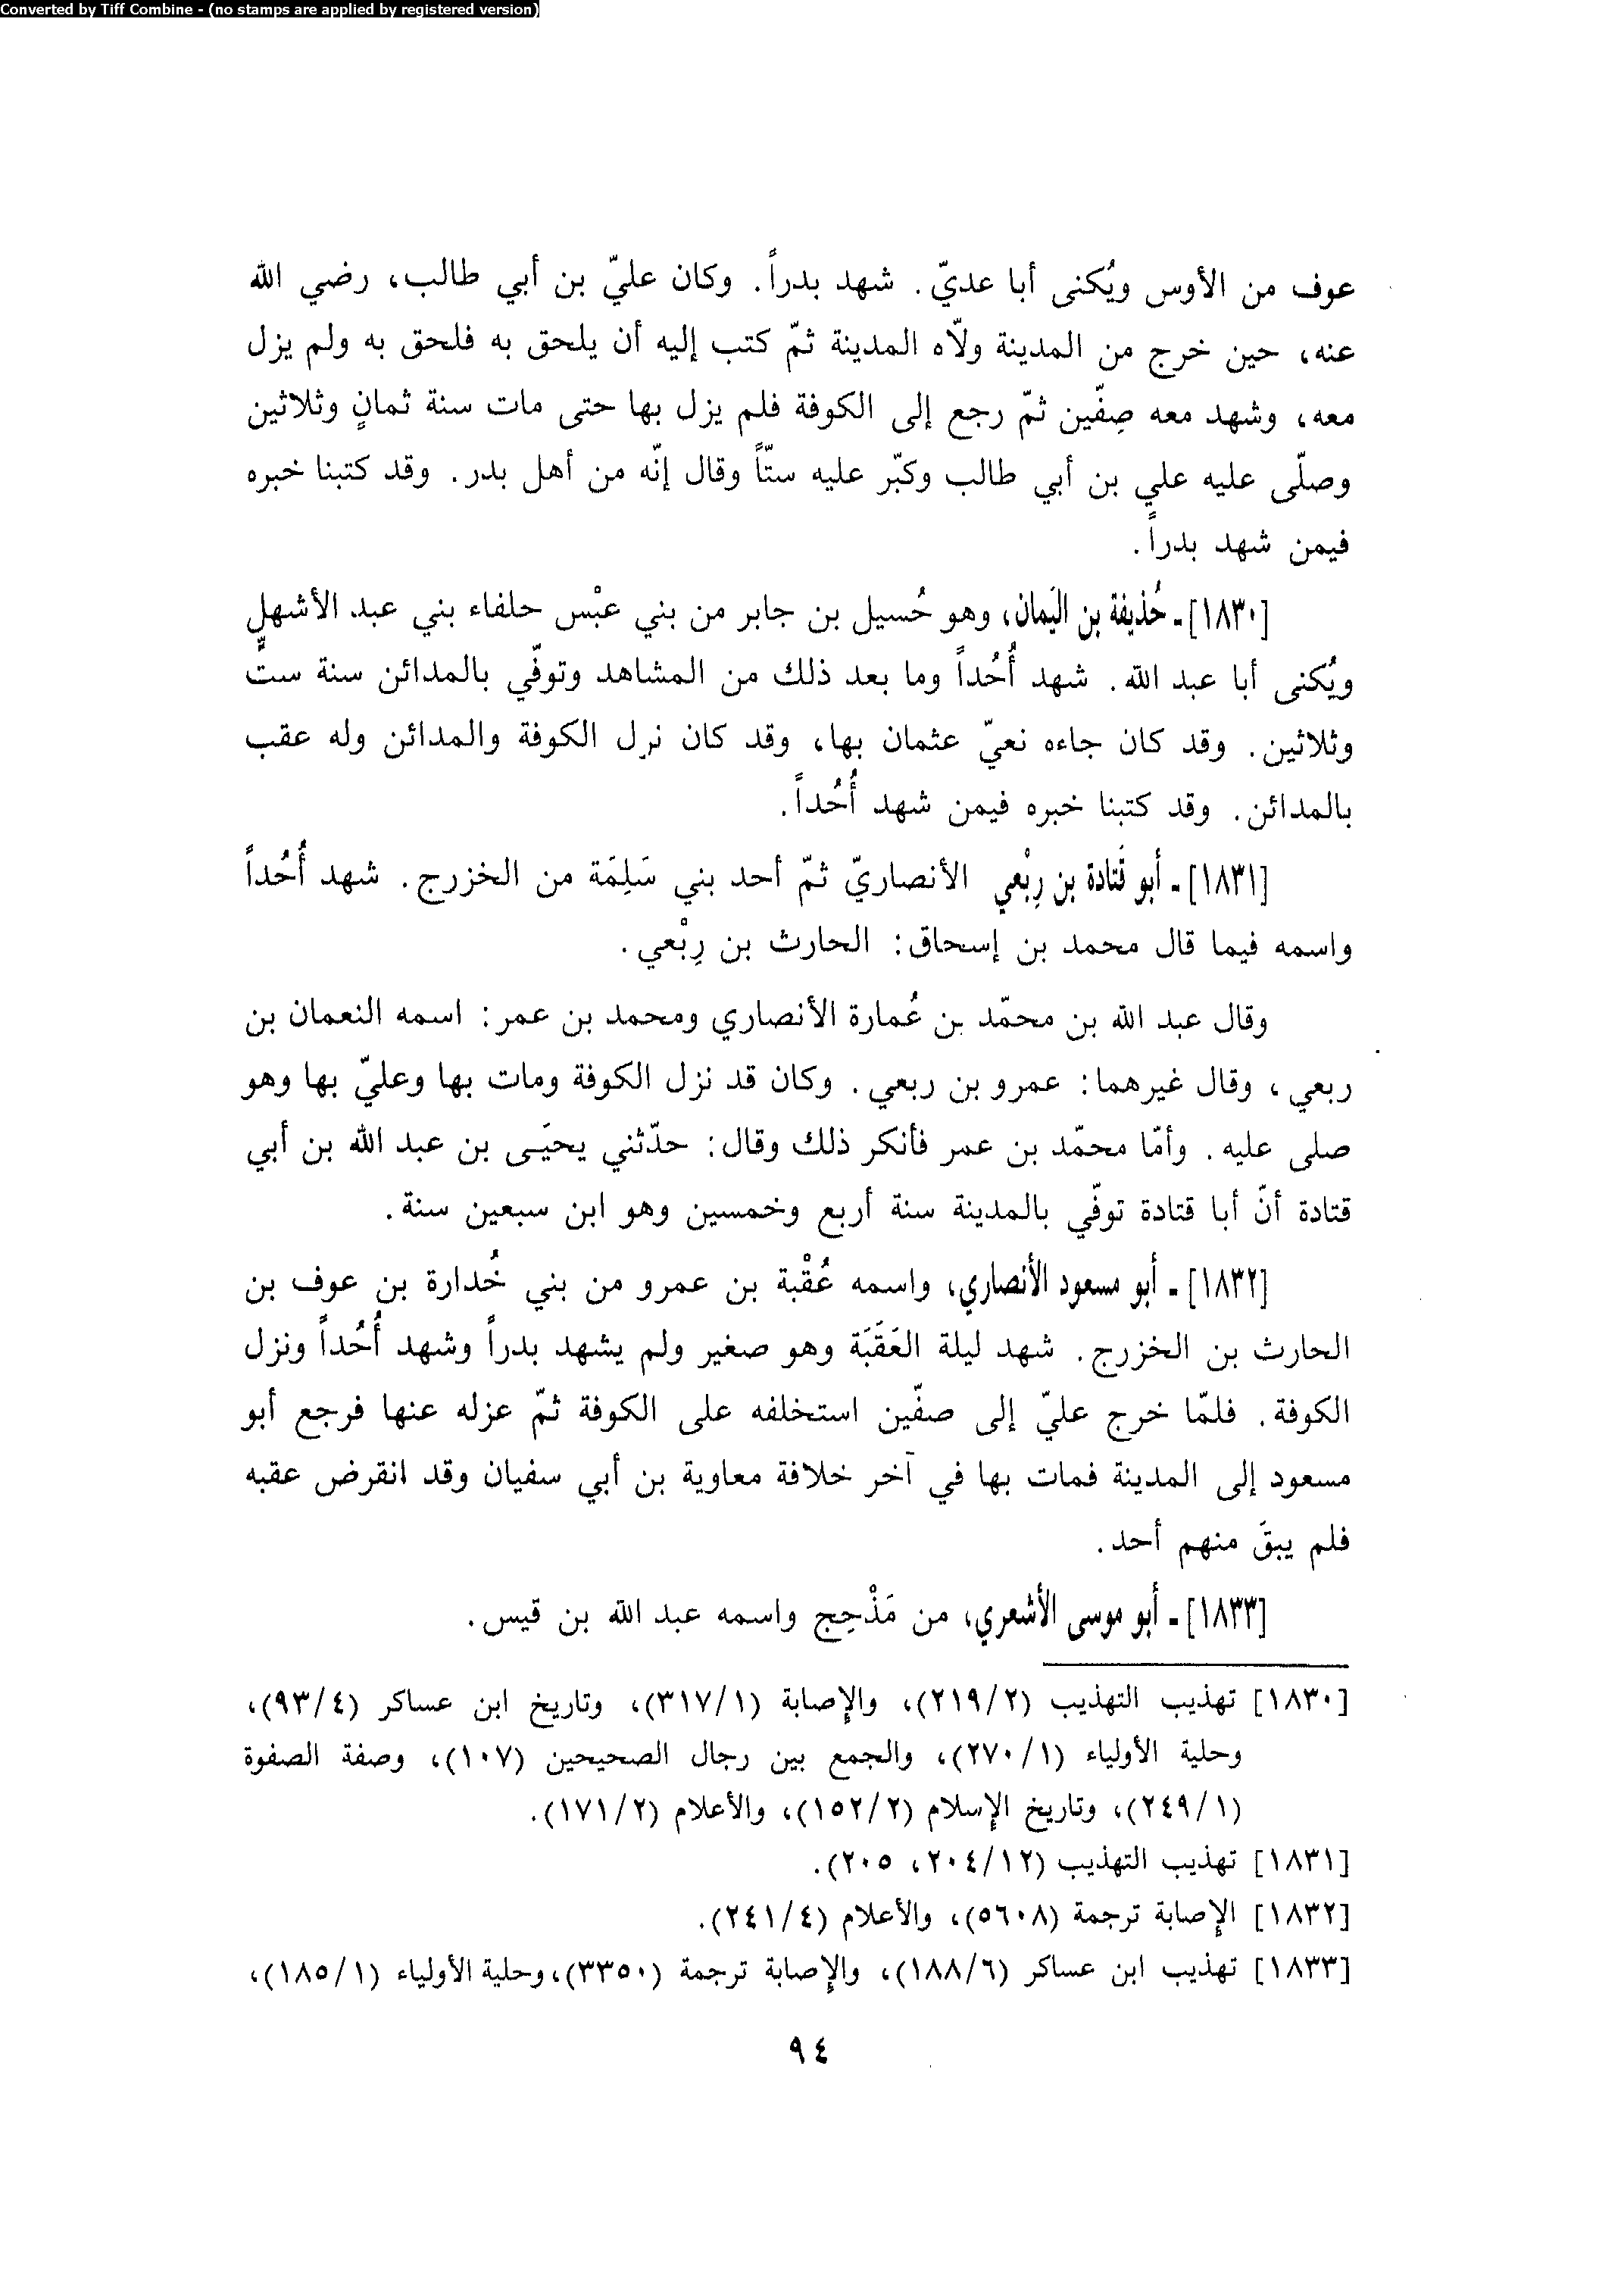 Converted by Tiff Combine - (no stamps are applied by registered version)
عوف من الأوس ويُكنى أبا عديّ. شهد بدراً. وكان عليّ بن أبي طالب، رضي الله
عنه، حين خرج من المدينة ولّاه المدينة ثمّ كتب إليه أن يلحق به فلحق به ولم يزل
معه، وشهد معه صِفّين ثمّ رجع إلى الكوفة فلم يزل بها حتى مات سنة ثمانٍ وثلاثين
وصلّى عليه علي بن أبي طالب وكبّر عليه ستّاً وقال إنّه من أهل بدر. وقد كتبنا خبره
فيمن شهد بدراً.
[١٨٣٠] ـ حُذيفة بن اليَمان، وهو حُسيل بن جابر من بني عبْس حلفاء بني عبد الأشهل
ويُكنى أبا عبد الله. شهد أُحُداً وما بعد ذلك من المشاهد وتوفّي بالمدائن سنة ستٍّ
وثلاثين. وقد كان جاءه نعيّ عثمان بها، وقد كان نزل الكوفة والمدائن وله عقب
بالمدائن. وقد كتبنا خبره فيمن شهد أُحُداً.
[١٨٣١] ـ أبو قَتادة بن رِبْعي الأنصاريّ ثمّ أحد بني سَلِمَة من الخزرج. شهد أُحُداً
واسمه فيما قال محمد بن إسحاق: الحارث بن رِبْعي.
وقال عبد الله بن محمّد بن عُمارة الأنصاري ومحمد بن عمر: اسمه النعمان بن
ربعي، وقال غيرهما: عمرو بن ربعي. وكان قد نزل الكوفة ومات بها وعليّ بها وهو
صلى عليه. وأمّا محمّد بن عمر فأنكر ذلك وقال: حدّثني يحيَى بن عبد الله بن أبي
قتادة أنّ أبا قتادة توفّي بالمدينة سنة أربع وخمسين وهو ابن سبعين سنة.
[١٨٣٢] ـ أبو مسعود الأنصاري، واسمه عُقْبة بن عمرو من بني خُدارة بن عوف بن
الحارث بن الخزرج. شهد ليلة العَقَبَة وهو صغير ولم يشهد بدراً وشهد أُحُداً ونزل
الكوفة. فلمّا خرج عليّ إلى صفّين استخلفه على الكوفة ثمّ عزله عنها فرجع أبو
مسعود إلى المدينة فمات بها في آخر خلافة معاوية بن أبي سفيان وقد انقرض عقبه
فلم يبقَ منهم أحد.
[١٨٣٣] ـ أبو موسى الأشعري، من مَذْحِج واسمه عبد الله بن قيس.
[١٨٣٠] تهذيب التهذيب (٢١٩/٢)، والإصابة (٣١٧/١)، وتاريخ ابن عساكر (٩٣/٤)،
وحلية الأولياء (٢٧٠/١)، والجمع بين رجال الصحيحين (١٠٧)، وصفة الصفوة
(٢٤٩/١)، وتاريخ الإسلام (١٥٢/٢)، والأعلام (١٧١/٢).
[١٨٣١] تهذيب التهذيب (٢٠٤/١٢، ٢٠٥).
[١٨٣٢] الإصابة ترجمة (٥٦٠٨)، والأعلام (٢٤١/٤).
[١٨٣٣] تهذيب ابن عساكر (١٨٨/٦)، والإصابة ترجمة (٣٣٥٠)، وحلية الأولياء (١٨٥/١)،
٩٤